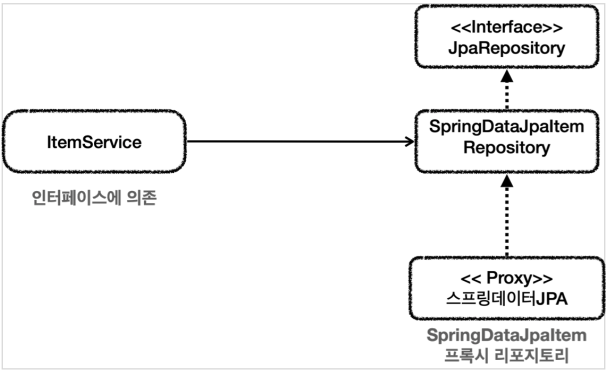 <<Interface>>
JpaRepository
ItemService
SpringDataJpaItem
Repository
인터페이스에 의존
<< Proxy>>
스프링데이터JPA
SpringDataJpaItem
프록시 리포지토리